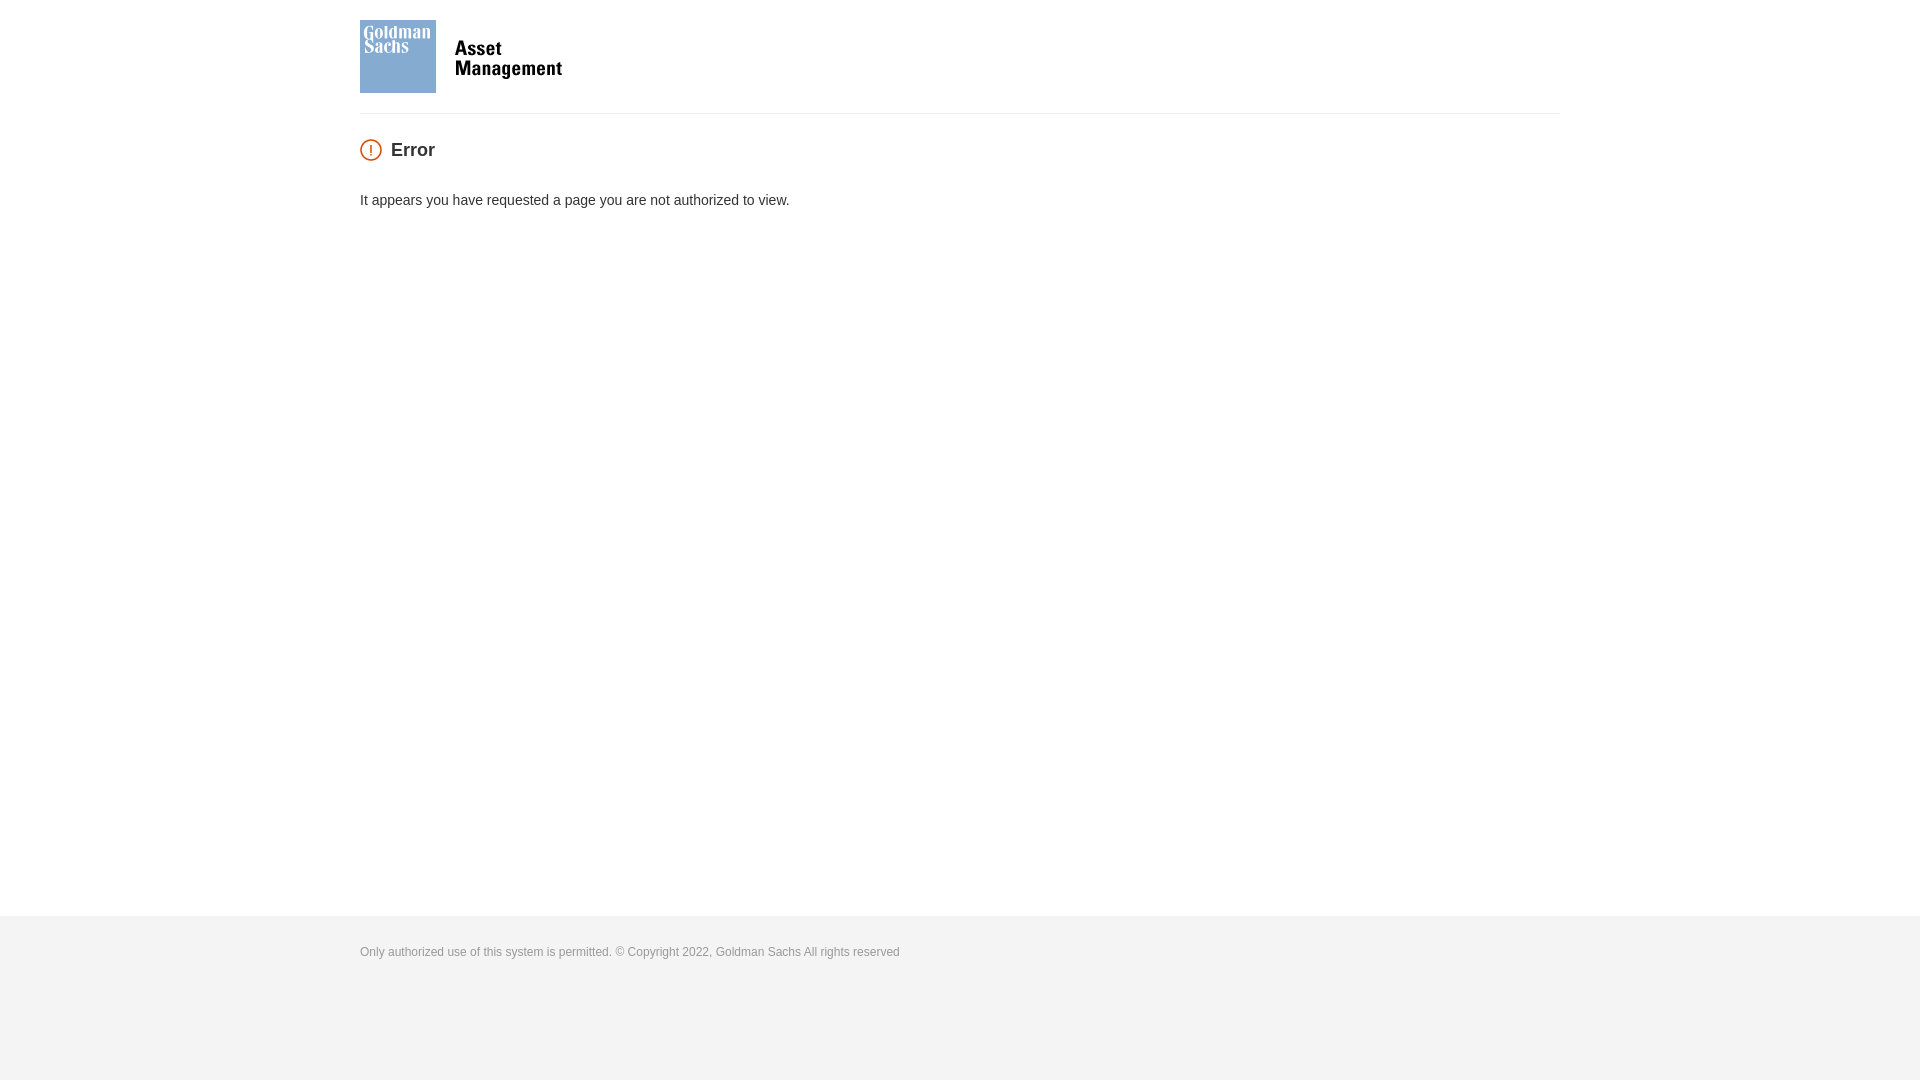 Goldman
Sachs
Asset
Management
Error
It appears you have requested a page you are not authorized to view.
Only authorized use of this system is permitted. © Copyright 2022, Goldman Sachs All rights reserved